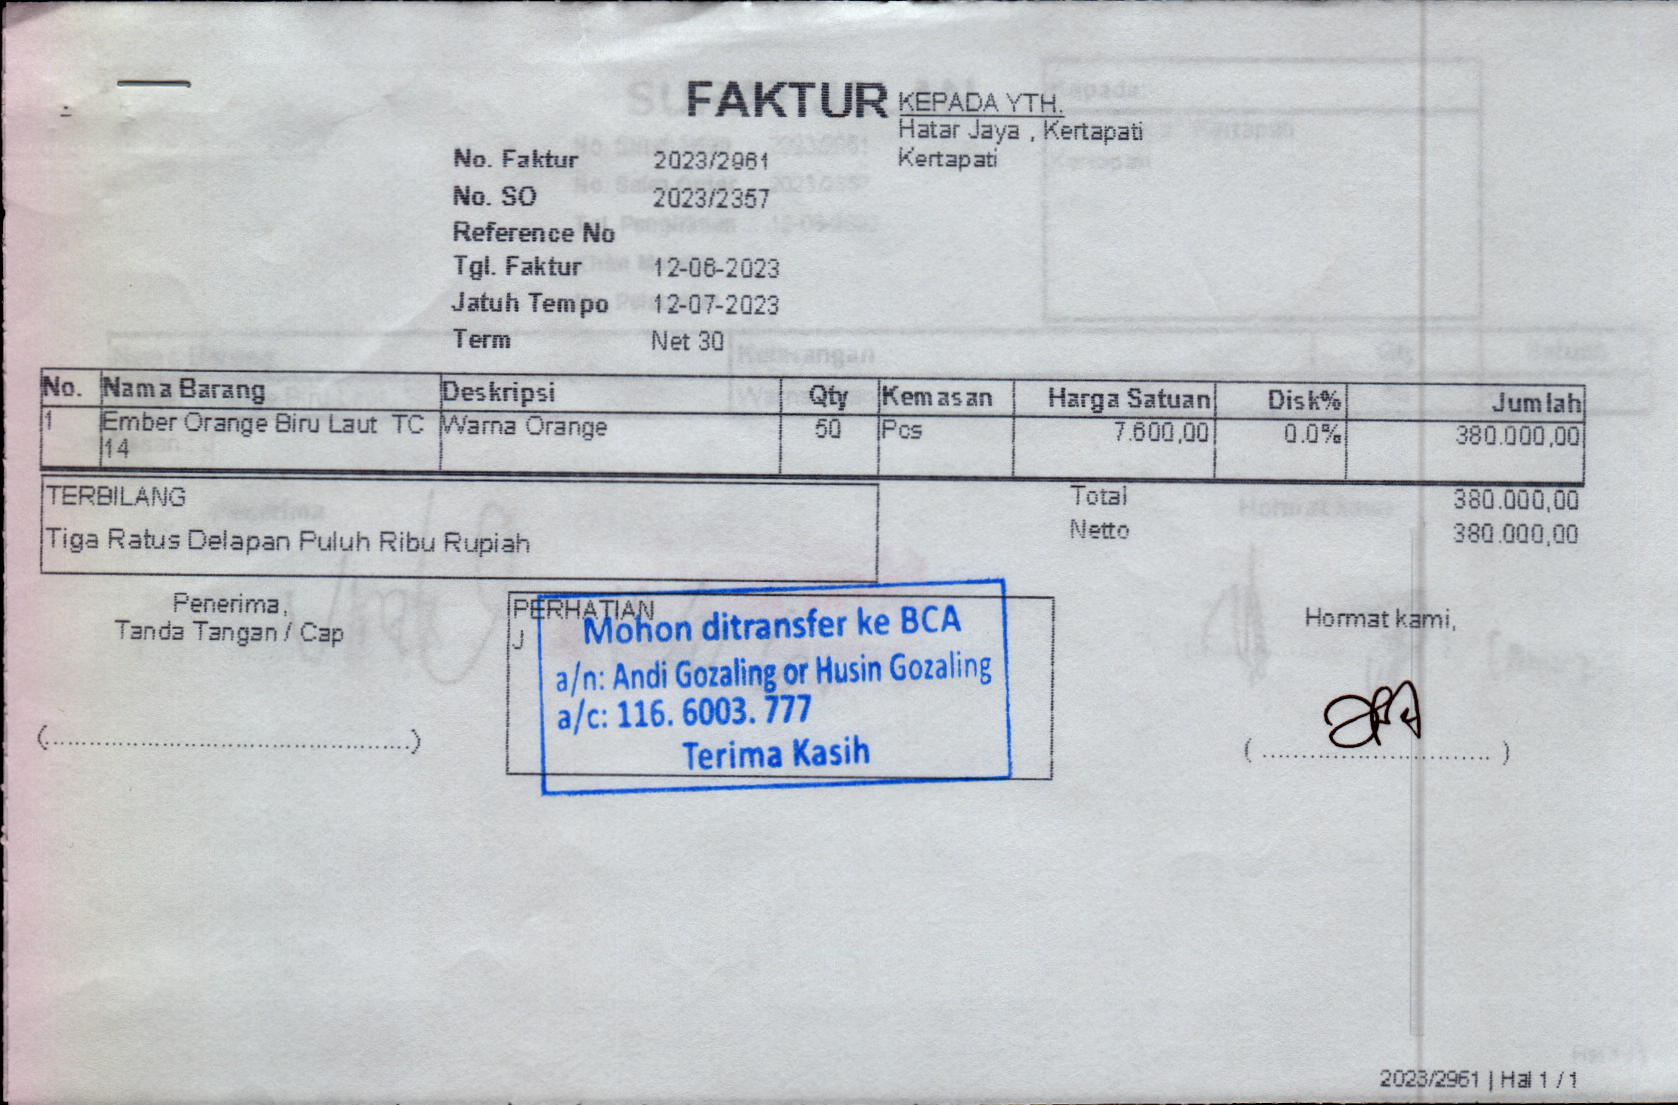 FAKTUR
KEPADA YTH.
Hatar Jaya , Kertapati
Kertapati
No. Faktur 2023/2961
No. SO 2023/2357
Reference No
Tgl. Faktur 12-06-2023
Jatuh Tempo 12-07-2023
Term Net 30
No. Nama Barang Deskripsi Qty Kemasan Harga Satuan Disk% Jumlah
1 Ember Orange Biru Laut TC Warna Orange 50 Pcs 7.600,00 0.0% 380.000,00
14
TERBILANG
Tiga Ratus Delapan Puluh Ribu Rupiah
Total 380.000,00
Netto 380.000,00
Penerima,
Tanda Tangan / Cap
(..........................................)
PERHATIAN
J
Mohon ditransfer ke BCA
a/n: Andi Gozaling or Husin Gozaling
a/c: 116. 6003. 777
Terima Kasih
Hormat kami,
( .............................. )
2023/2961 | Hal 1 / 1